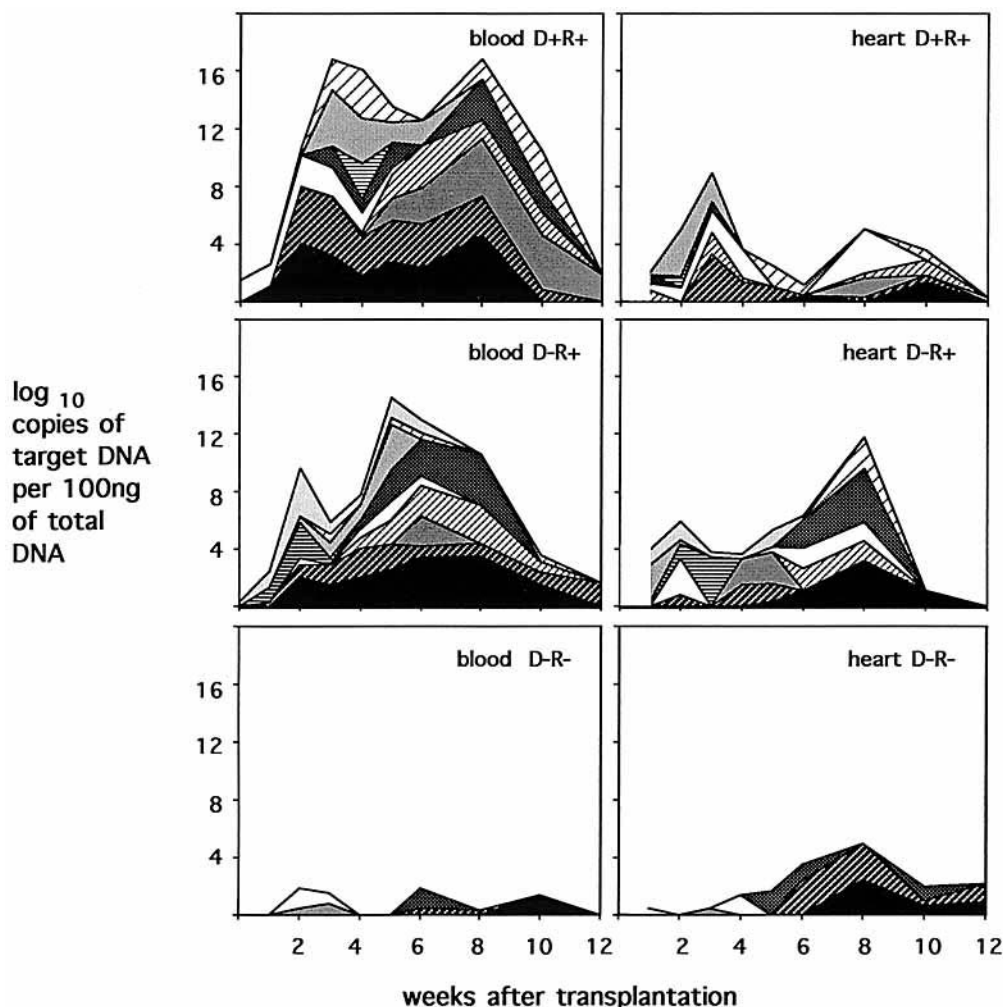 blood D+R+
heart D+R+
16
12
8
4
blood D-R+
heart D-R+
16
12
8
4
log 10
copies of
target DNA
per 100ng
of total
DNA
blood D-R-
heart D-R-
16
12
8
4
2 4 6 8 10 12 2 4 6 8 10 12
weeks after transplantation